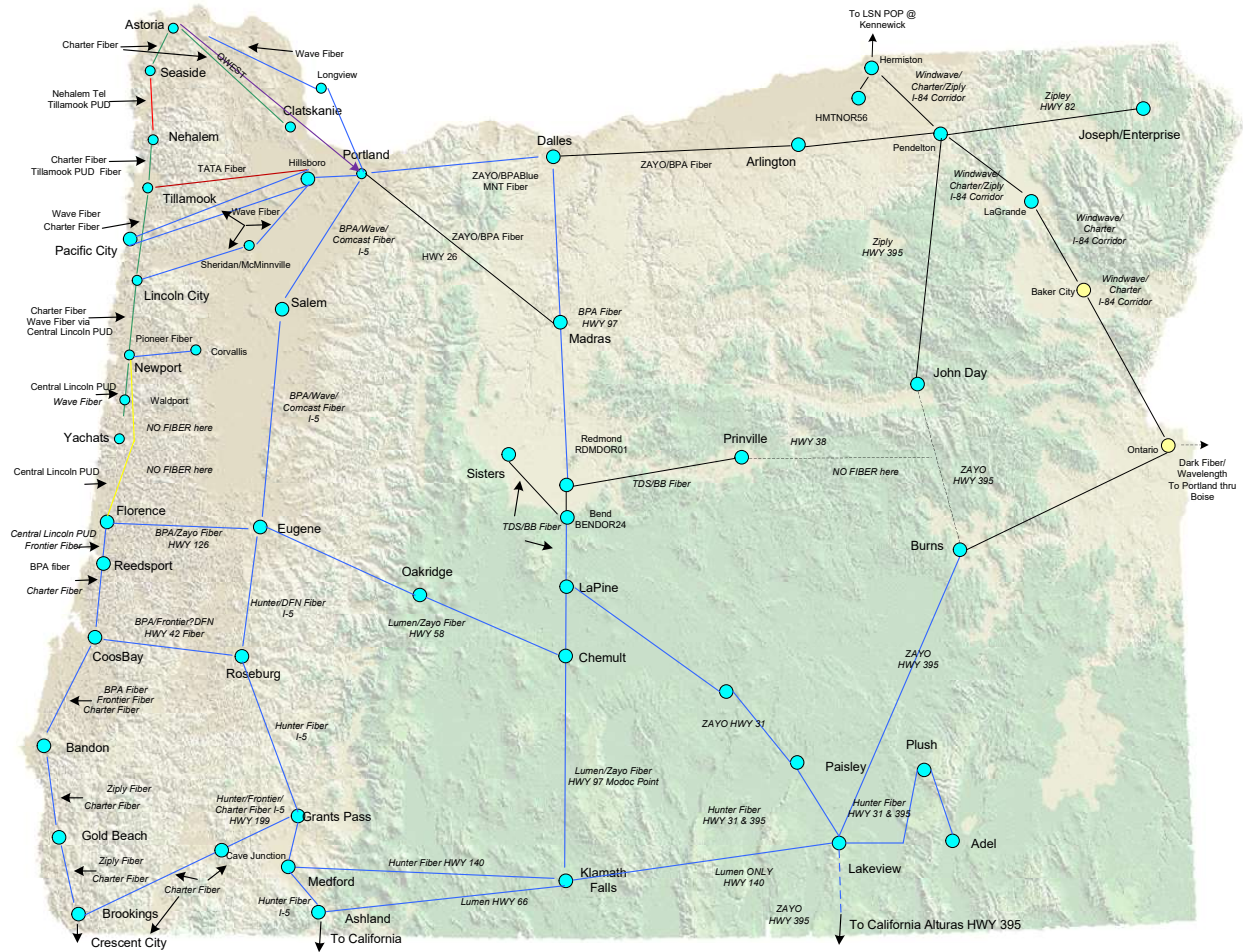 To LSN POP @
Kennewick
Astoria
Charter Fiber
Wave Fiber
QWEST
Longview
Hermiston
Windwave/
Charter/Ziply
I-84 Corridor
Seaside
Clatskanie
HMTNOR56
Zipley
HWY 82
Joseph/Enterprise
Nehalem Tel
Tillamook PUD
Nehalem
Dalles
Arlington
Pendelton
Portland
Hillsboro
Charter Fiber
Tillamook PUD Fiber
TATA Fiber
ZAYO/BPABlue
MNT Fiber
ZAYO/BPA Fiber
Windwave/
Charter/Ziply
I-84 Corridor
Tillamook
LaGrande
Wave Fiber
Charter Fiber
Wave Fiber
Pacific City
BPA/Wave/
Comcast Fiber
I-5
ZAYO/BPA Fiber
HWY 26
Ziply
HWY 395
Windwave/
Charter
I-84 Corridor
Sheridan/McMinnville
Lincoln City
Salem
Baker City
Windwave/
Charter
I-84 Corridor
Charter Fiber
Wave Fiber via
Central Lincoln PUD
BPA Fiber
HWY 97
Madras
Pioneer Fiber
Corvallis
Newport
John Day
Central Lincoln PUD
Wave Fiber
Waldport
BPA/Wave/
Comcast Fiber
I-5
Yachats
NO FIBER here
Redmond
RDMDOR01
Prinville
HWY 38
Ontario
Dark Fiber/
Wavelength
To Portland thru
Boise
Sisters
NO FIBER here
Central Lincoln PUD
TDS/BB Fiber
NO FIBER here
ZAYO
HWY 395
Florence
Bend
BENDOR24
Eugene
TDS/BB Fiber
Central Lincoln PUD
Frontier Fiber
BPA/Zayo Fiber
HWY 126
Burns
Reedsport
BPA fiber
Charter Fiber
Oakridge
LaPine
Hunter/DFN Fiber
I-5
Lumen/Zayo Fiber
HWY 58
BPA/Frontier?DFN
HWY 42 Fiber
CoosBay
Roseburg
Chemult
ZAYO
HWY 395
BPA Fiber
Frontier Fiber
Charter Fiber
ZAYO HWY 31
Hunter Fiber
I-5
Bandon
Plush
Paisley
Lumen/Zayo Fiber
HWY 97 Modoc Point
Ziply Fiber
Charter Fiber
Hunter/Frontier/
Charter Fiber I-5
HWY 199
Hunter Fiber
HWY 31 & 395
Hunter Fiber
HWY 31 & 395
Grants Pass
Gold Beach
Adel
Cave Junction
Ziply Fiber
Charter Fiber
Hunter Fiber HWY 140
Klamath
Falls
Lumen ONLY
HWY 140
Lakeview
Medford
Charter Fiber
Hunter Fiber
I-5
Lumen HWY 66
Brookings
Ashland
ZAYO
HWY 395
To California Alturas HWY 395
Crescent City
To California